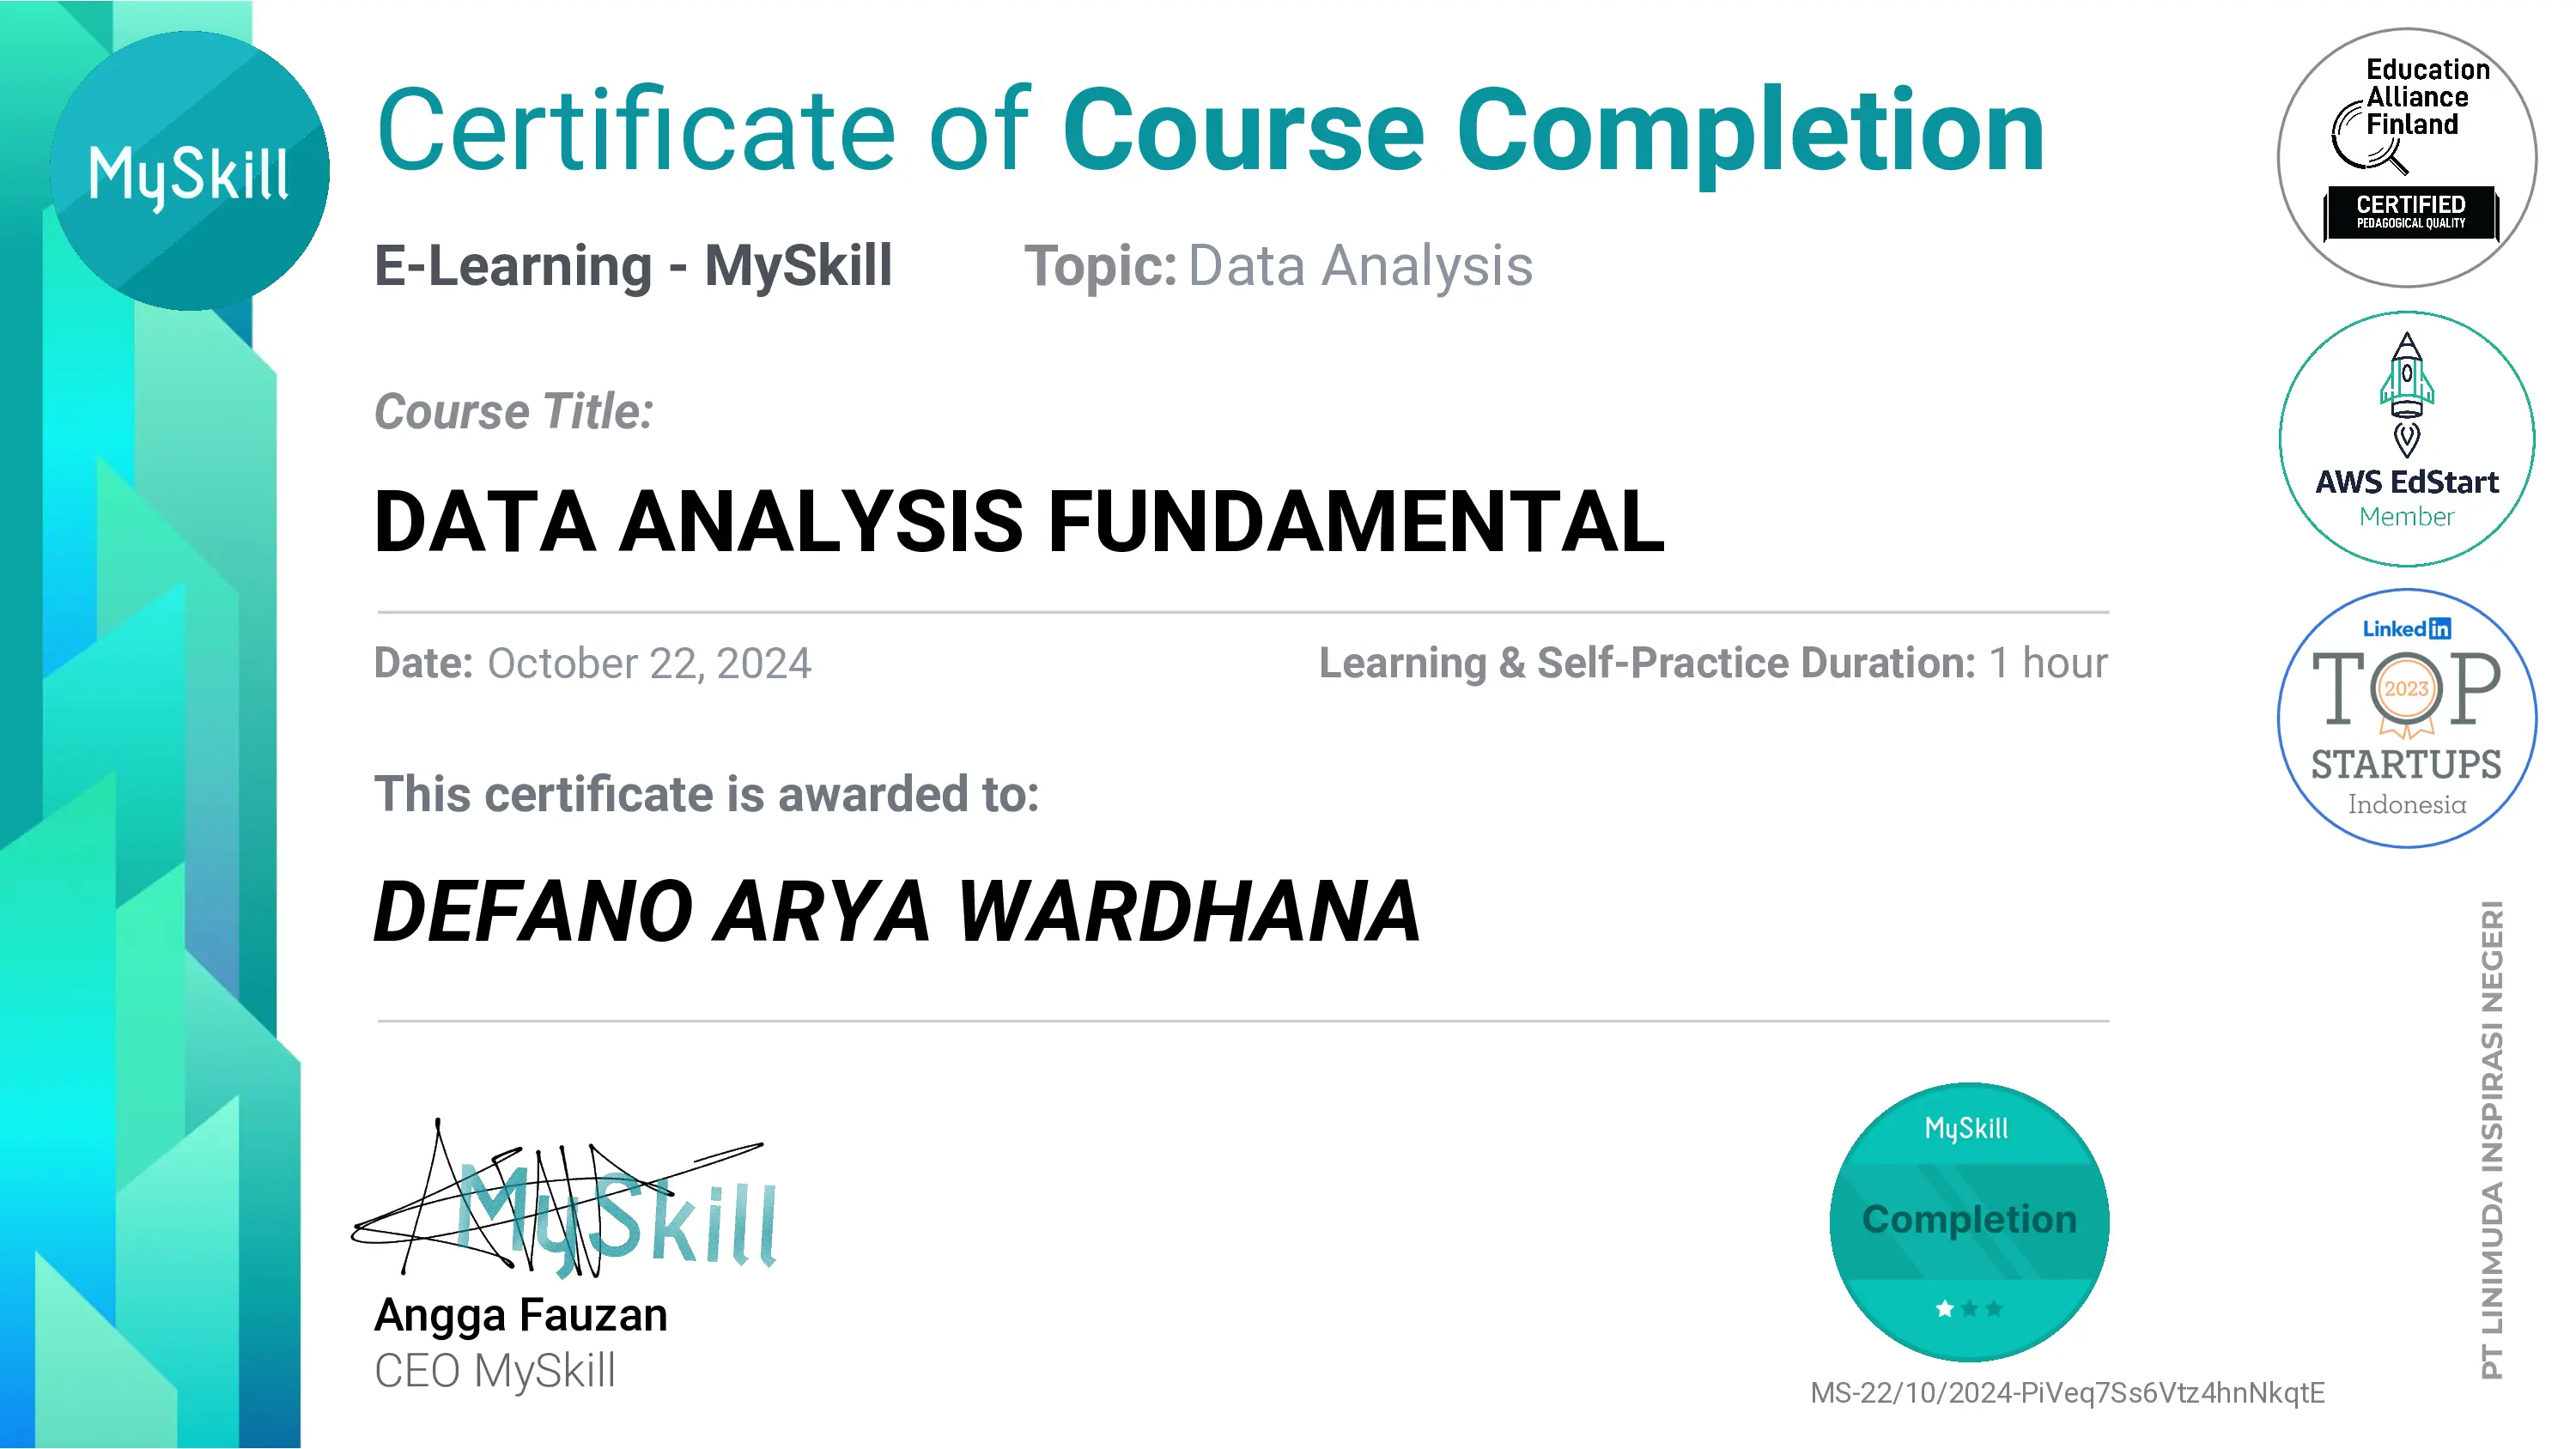 MySkill
Certificate of Course Completion
E-Learning - MySkill
Topic: Data Analysis
Course Title:
DATA ANALYSIS FUNDAMENTAL
Date: October 22, 2024
Learning & Self-Practice Duration: 1 hour
This certificate is awarded to:
DEFANO ARYA WARDHANA
MySkill
Angga Fauzan
CEO MySkill
MySkill
Completion
MS-22/10/2024-PiVeq7Ss6Vtz4hnNkqtE
Education
Alliance
Finland
CERTIFIED
PEDAGOGICAL QUALITY
AWS EdStart
Member
Linked in
TOP
2023
STARTUPS
Indonesia
PT LINIMUDA INSPIRASI NEGERI